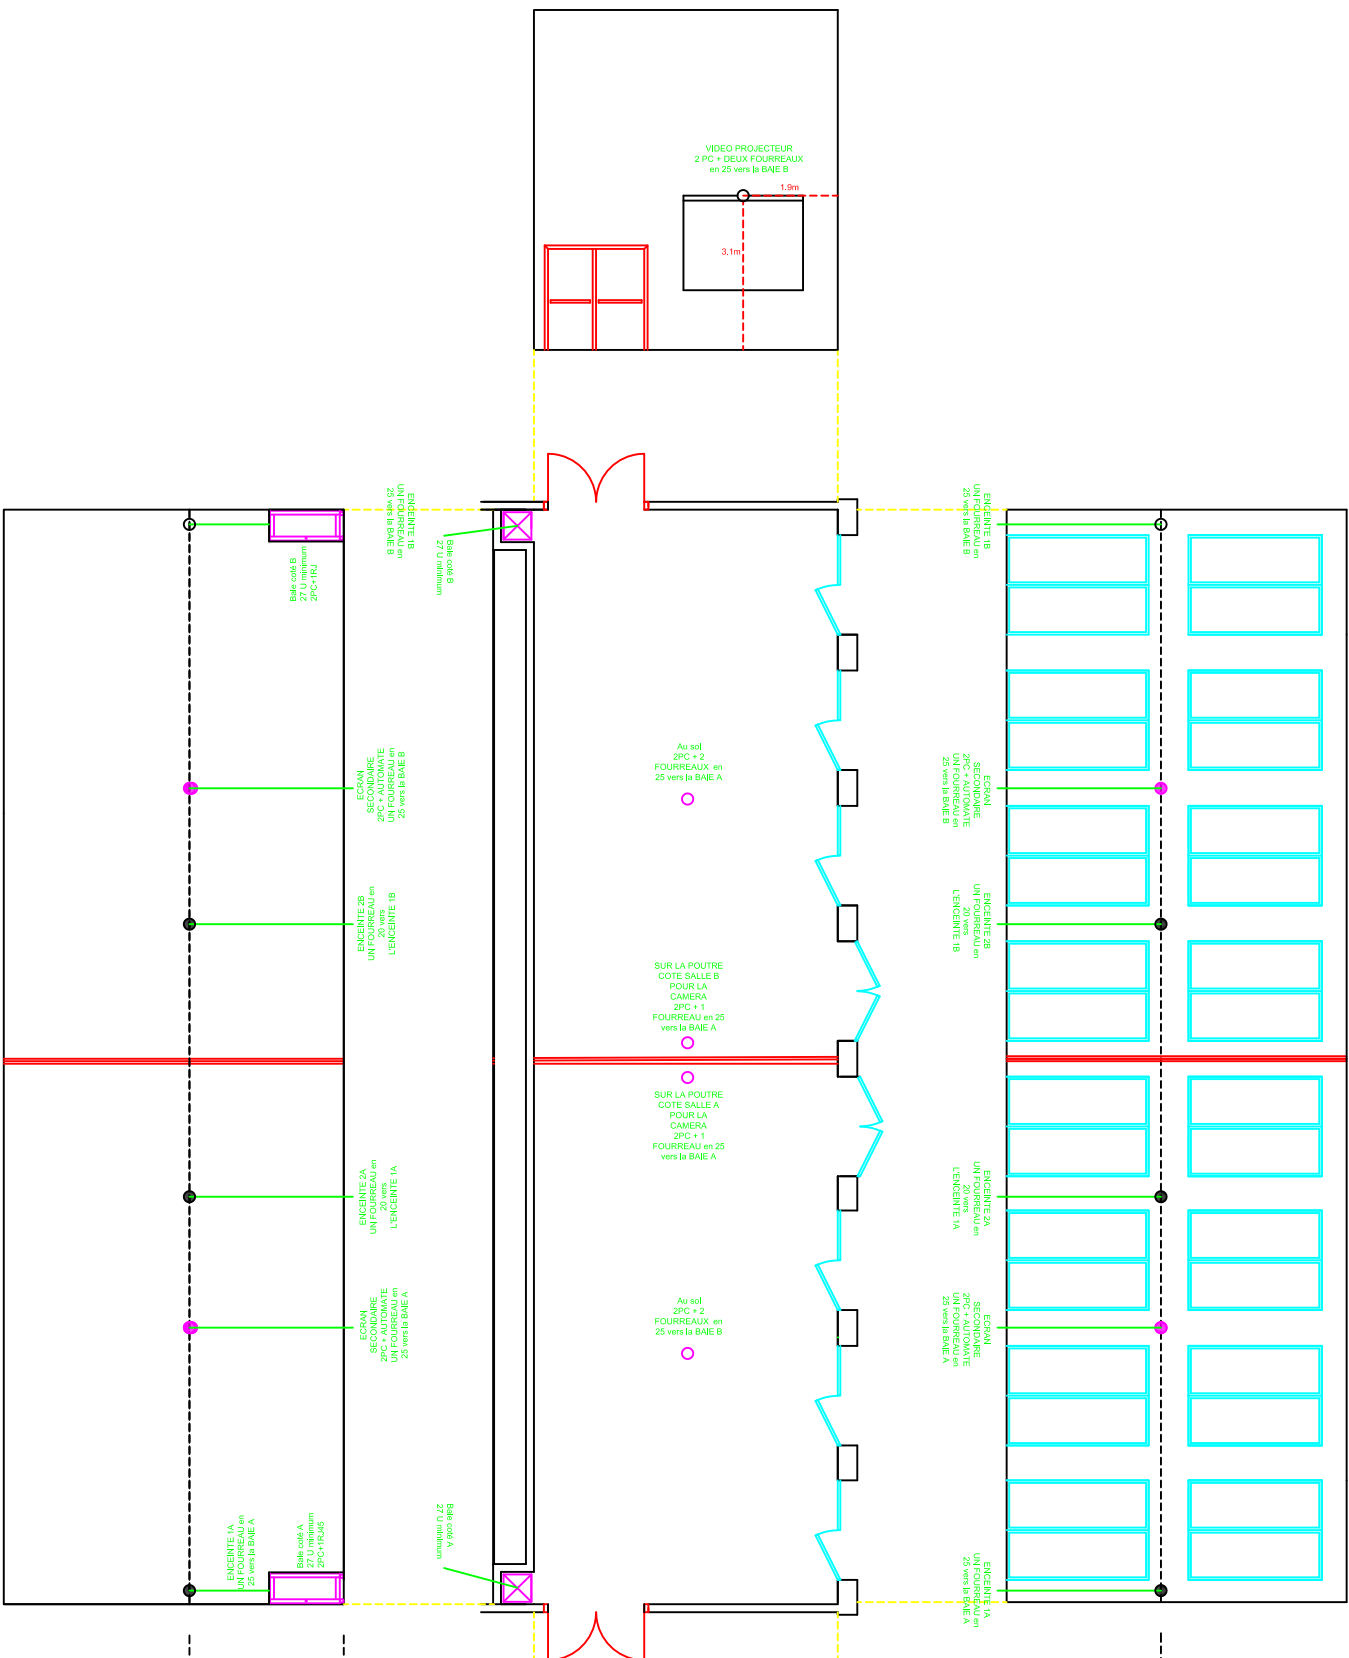 VIDEO PROJECTEUR
2 PC + DEUX FOURREAUX
en 25 vers la BAIE B
1.9m
3.1m
ENCEINTE 1B
UN FOURREAU en
25 vers la BAIE B
Baie coté B
27 U minimum
2PC+1RJ
Baie coté B
27 U minimum
ENCEINTE 1B
UN FOURREAU en
25 vers la BAIE B
ECRAN
SECONDAIRE
2PC + AUTOMATE
UN FOURREAU en
25 vers la BAIE B
Au sol
2PC + 2
FOURREAUX en
25 vers la BAIE A
ECRAN
SECONDAIRE
2PC + AUTOMATE
UN FOURREAU en
25 vers la BAIE B
ENCEINTE 2B
UN FOURREAU en
20 vers
L'ENCEINTE 1B
ENCEINTE 2B
UN FOURREAU en
20 vers
L'ENCEINTE 1B
SUR LA POUTRE
COTE SALLE B
POUR LA
CAMERA
2PC + 1
FOURREAU en 25
vers la BAIE A
SUR LA POUTRE
COTE SALLE A
POUR LA
CAMERA
2PC + 1
FOURREAU en 25
vers la BAIE A
ENCEINTE 2A
UN FOURREAU en
20 vers
L'ENCEINTE 1A
ENCEINTE 2A
UN FOURREAU en
20 vers
L'ENCEINTE 1A
ECRAN
SECONDAIRE
2PC + AUTOMATE
UN FOURREAU en
25 vers la BAIE A
Au sol
2PC + 2
FOURREAUX en
25 vers la BAIE B
ECRAN
SECONDAIRE
2PC + AUTOMATE
UN FOURREAU en
25 vers la BAIE A
ENCEINTE 1A
UN FOURREAU en
25 vers la BAIE A
Baie coté A
27 U minimum
2PC+1RJ45
Baie coté A
27 U minimum
ENCEINTE 1A
UN FOURREAU en
25 vers la BAIE A